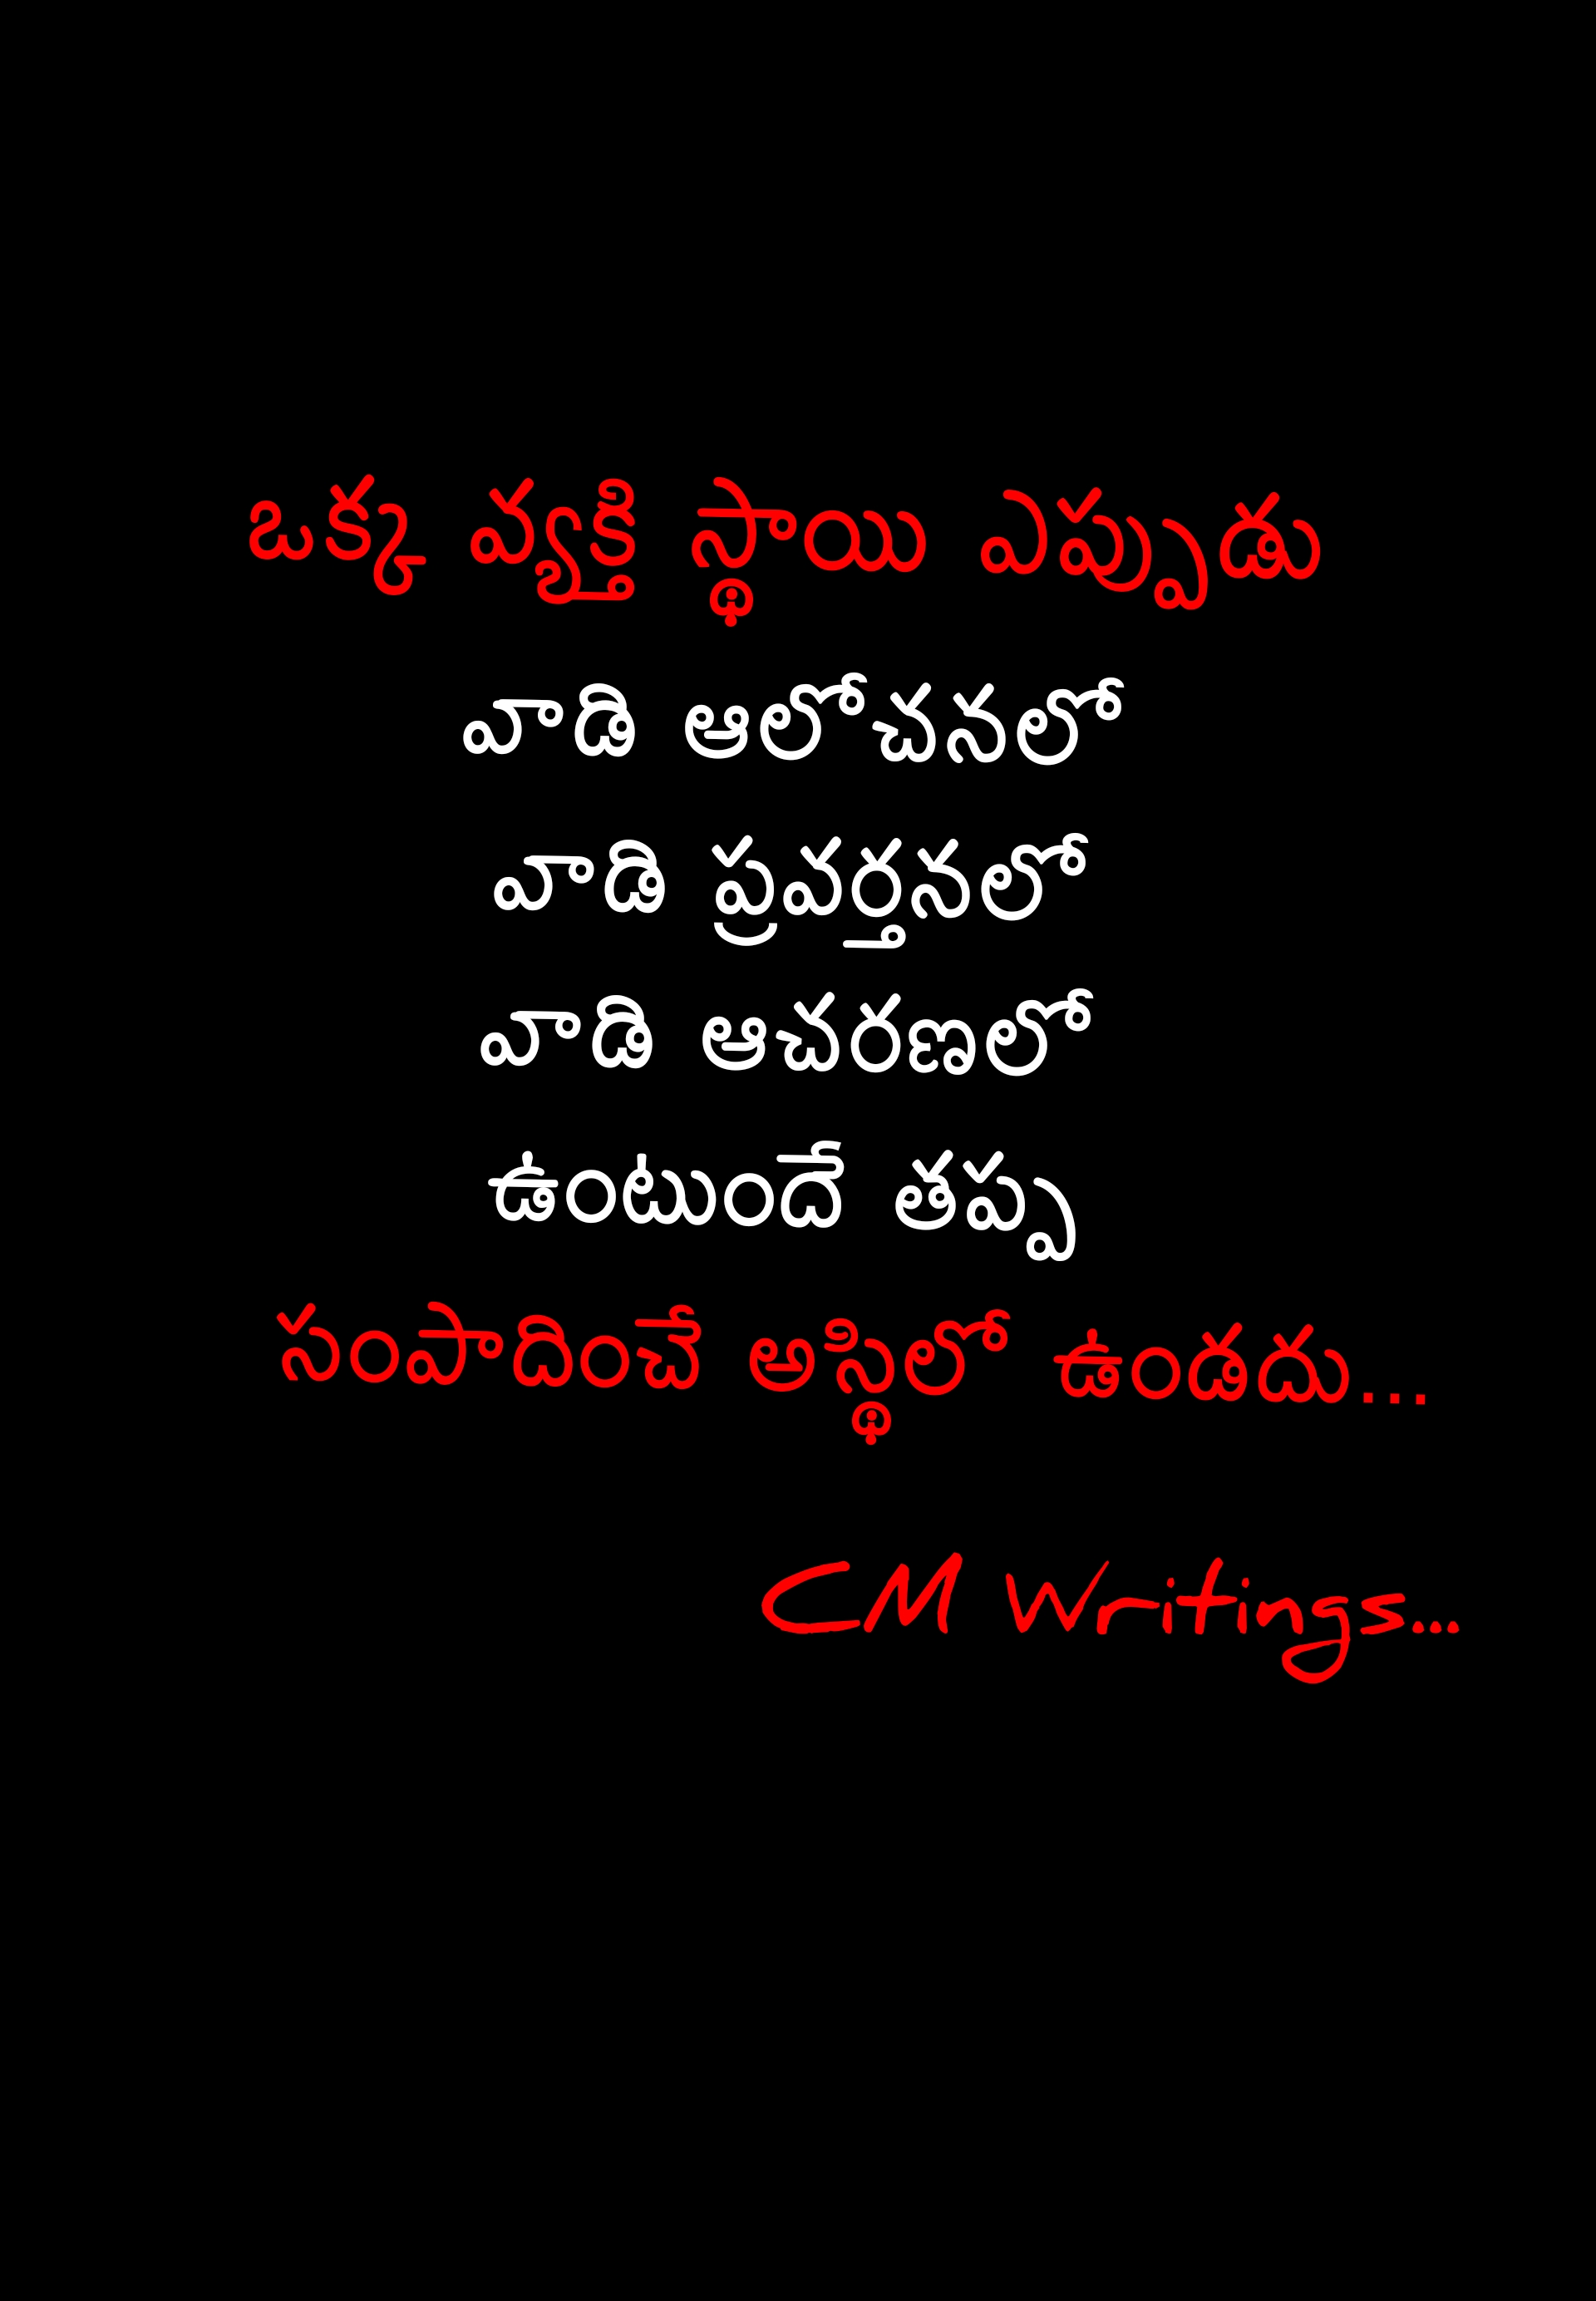 ఒక్క వ్యక్తి స్థాయి ఎప్పుడు
వాడి ఆలోచనలో
వాడి ప్రవర్తనలో
వాడి ఆచరణలో
ఉంటుందే తప్ప
సంపాదించే ఆస్థిలో ఉండదు...
CM Writings...